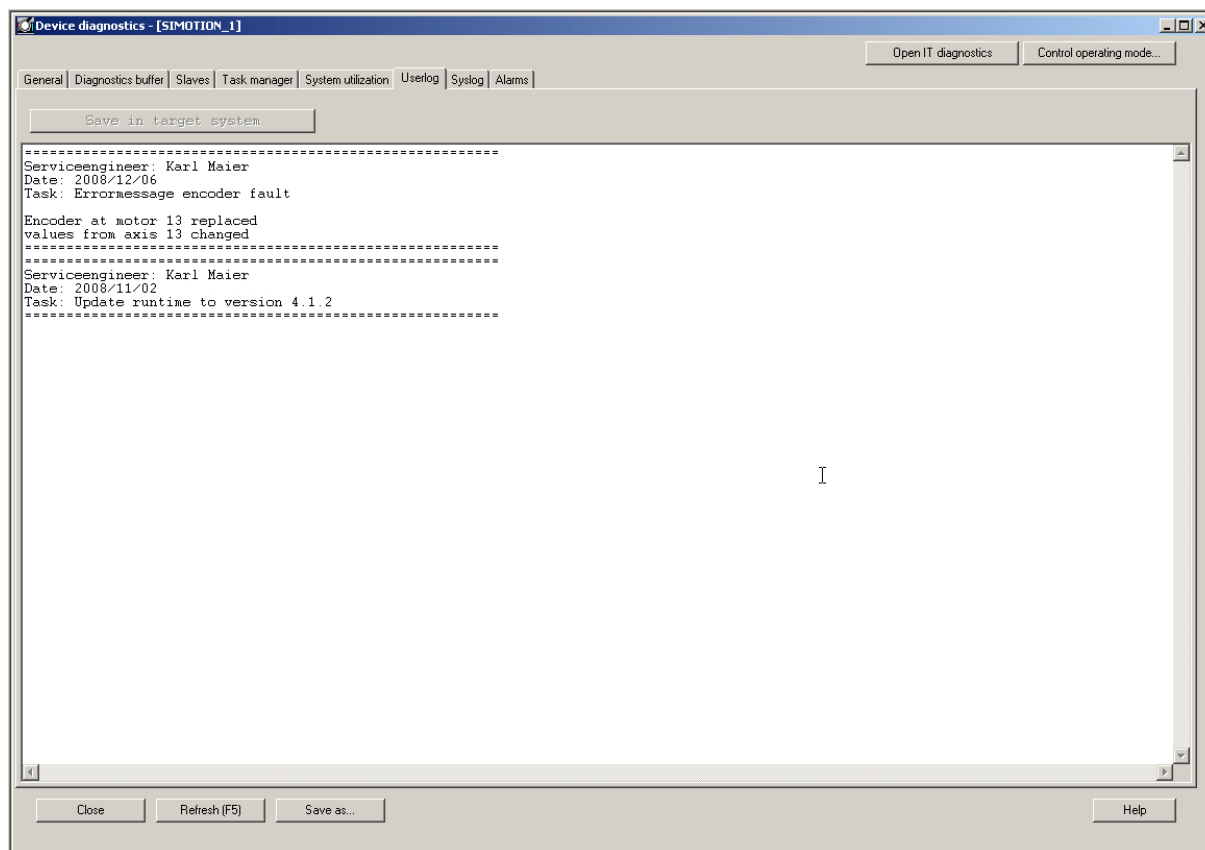 Device diagnostics - [SIMOTION_1]
Open IT diagnostics Control operating mode...
General Diagnostics buffer Slaves Task manager System utilization Userlog Syslog Alarms
Save in target system
=========================================================
Serviceengineer: Karl Maier
Date: 2008/12/06
Task: Errormessage encoder fault
Encoder at motor 13 replaced
values from axis 13 changed
=========================================================
=========================================================
Serviceengineer: Karl Maier
Date: 2008/11/02
Task: Update runtime to version 4.1.2
=========================================================
Close Refresh (F5) Save as... Help